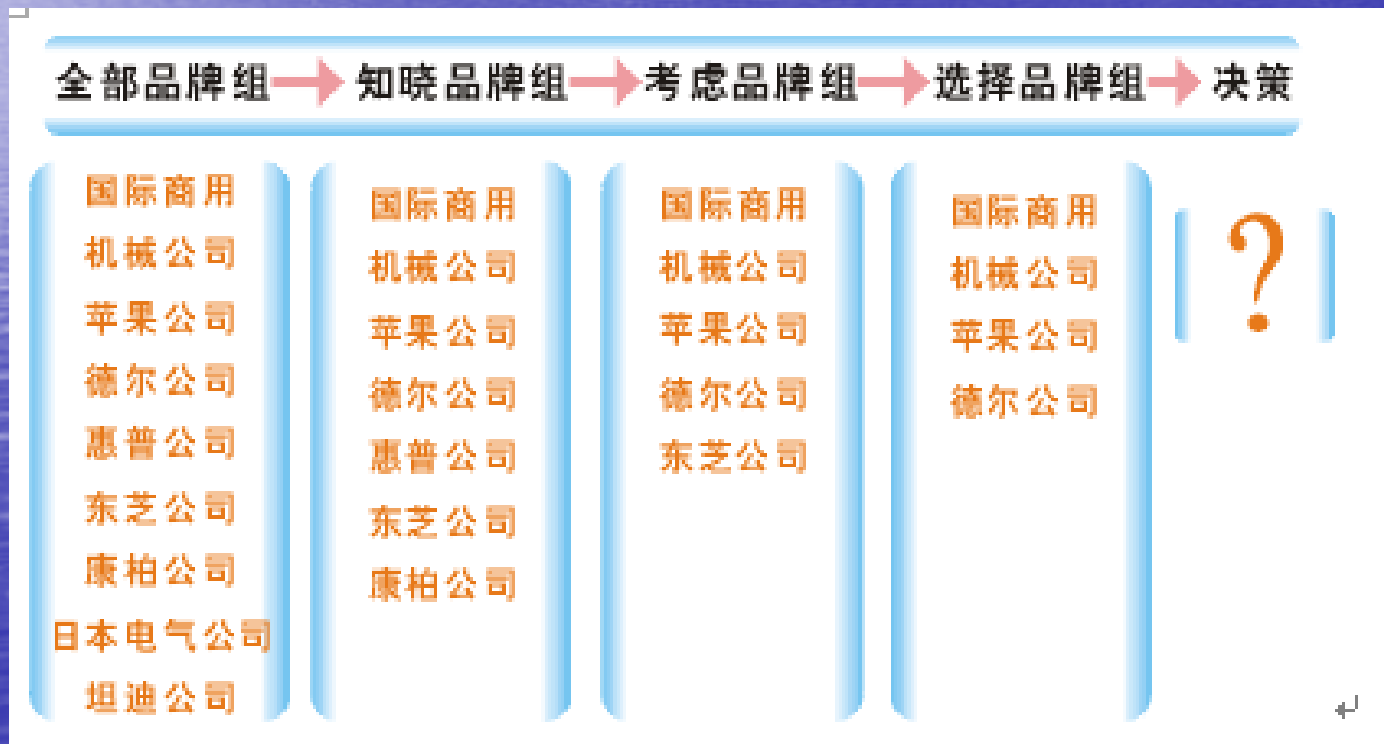 全部品牌组 知晓品牌组 考虑品牌组 选择品牌组 决策
国际商用
机械公司
苹果公司
德尔公司
惠普公司
东芝公司
康柏公司
日本电气公司
坦迪公司
国际商用
机械公司
苹果公司
德尔公司
惠普公司
东芝公司
康柏公司
国际商用
机械公司
苹果公司
德尔公司
东芝公司
国际商用
机械公司
苹果公司
德尔公司
?